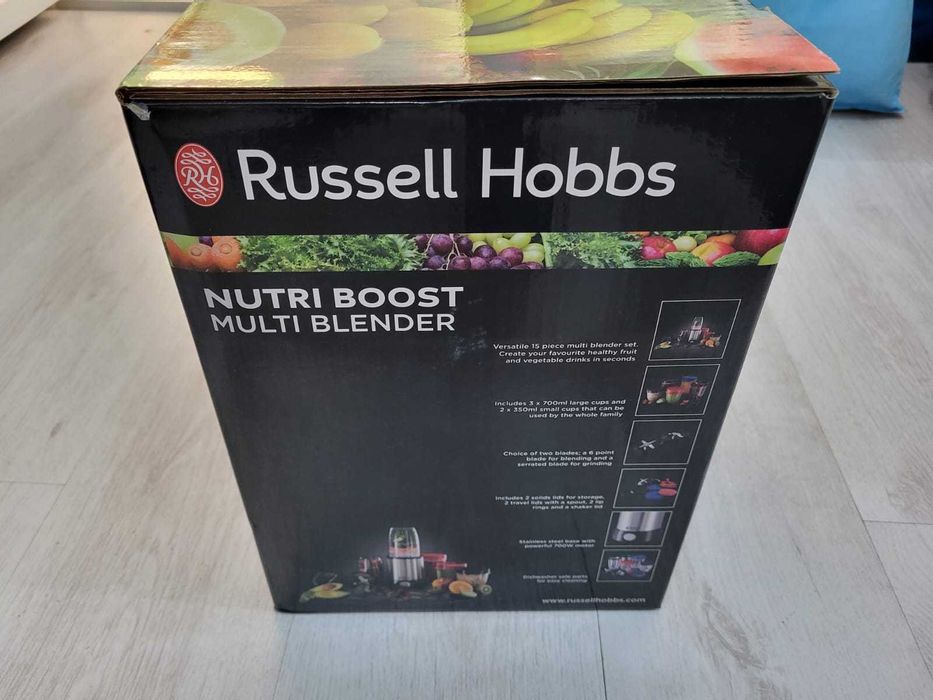 RH
Russell Hobbs
NUTRI BOOST
MULTI BLENDER
Versatile 15 piece multi blender set.
Create your favourite healthy fruit
and vegetable drinks in seconds
Includes 3 x 700ml large cups and
2 x 350ml small cups that can be
used by the whole family
Choice of two blades; a 6 point
blade for blending and a
serrated blade for grinding
Includes 2 solids lids for storage,
2 travel lids with a spout, 2 lip
rings and a shaker lid
Stainless steel base with
powerful 700W motor
Dishwasher safe parts
for easy cleaning
www.russellhobbs.com